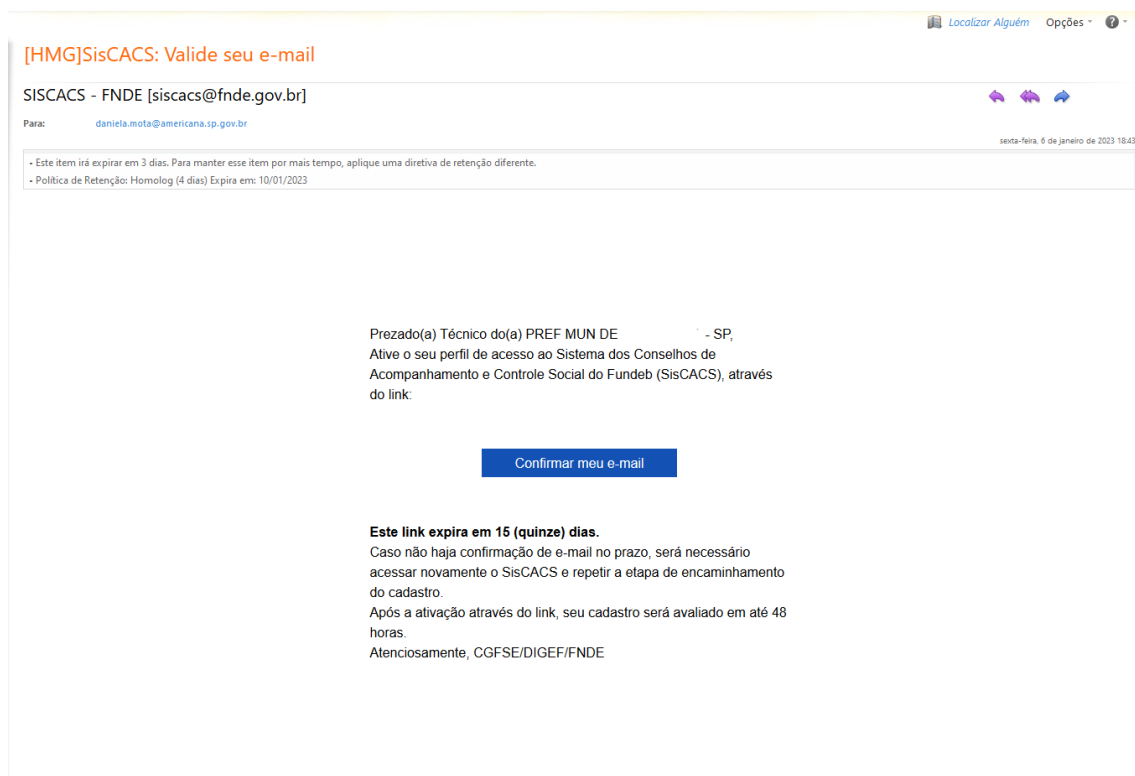 Localizar Alguém Opções
[HMG]SisCACS: Valide seu e-mail
SISCACS - FNDE [siscacs@fnde.gov.br]
Para: daniela.mota@americana.sp.gov.br
sexta-feira, 6 de janeiro de 2023 18:43
• Este item irá expirar em 3 dias. Para manter esse item por mais tempo, aplique uma diretiva de retenção diferente.
• Política de Retenção: Homolog (4 dias) Expira em: 10/01/2023
Prezado(a) Técnico do(a) PREF MUN DE - SP,
Ative o seu perfil de acesso ao Sistema dos Conselhos de
Acompanhamento e Controle Social do Fundeb (SisCACS), através
do link:
Confirmar meu e-mail
Este link expira em 15 (quinze) dias.
Caso não haja confirmação de e-mail no prazo, será necessário
acessar novamente o SisCACS e repetir a etapa de encaminhamento
do cadastro.
Após a ativação através do link, seu cadastro será avaliado em até 48
horas.
Atenciosamente, CGFSE/DIGEF/FNDE